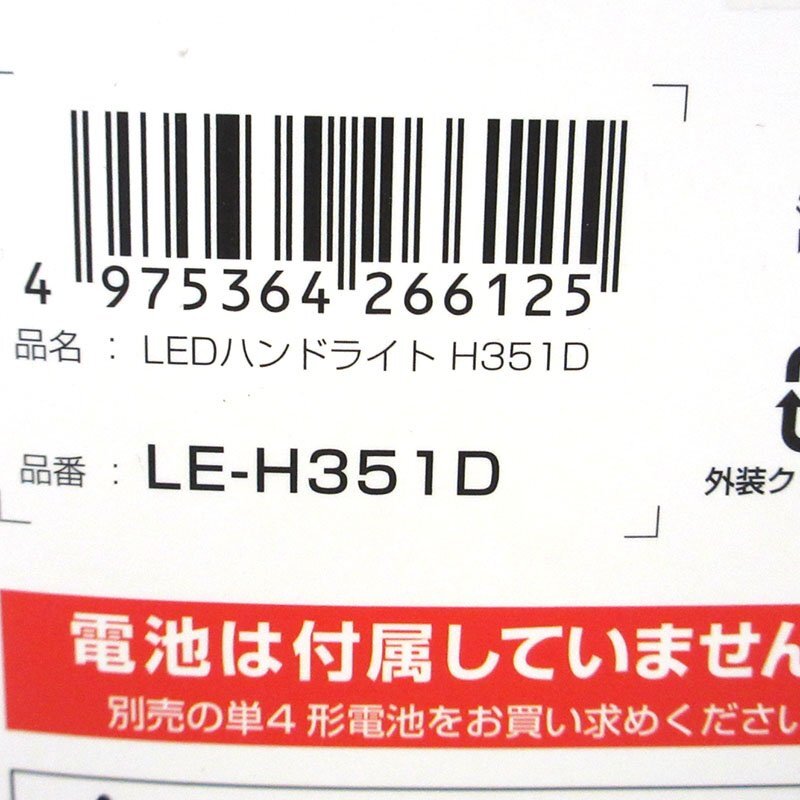 4 975364 266125
品名 : LEDハンドライト H351D
品番 : LE-H351D
外装ク
電池は付属していません
別売の単4形電池をお買い求めください